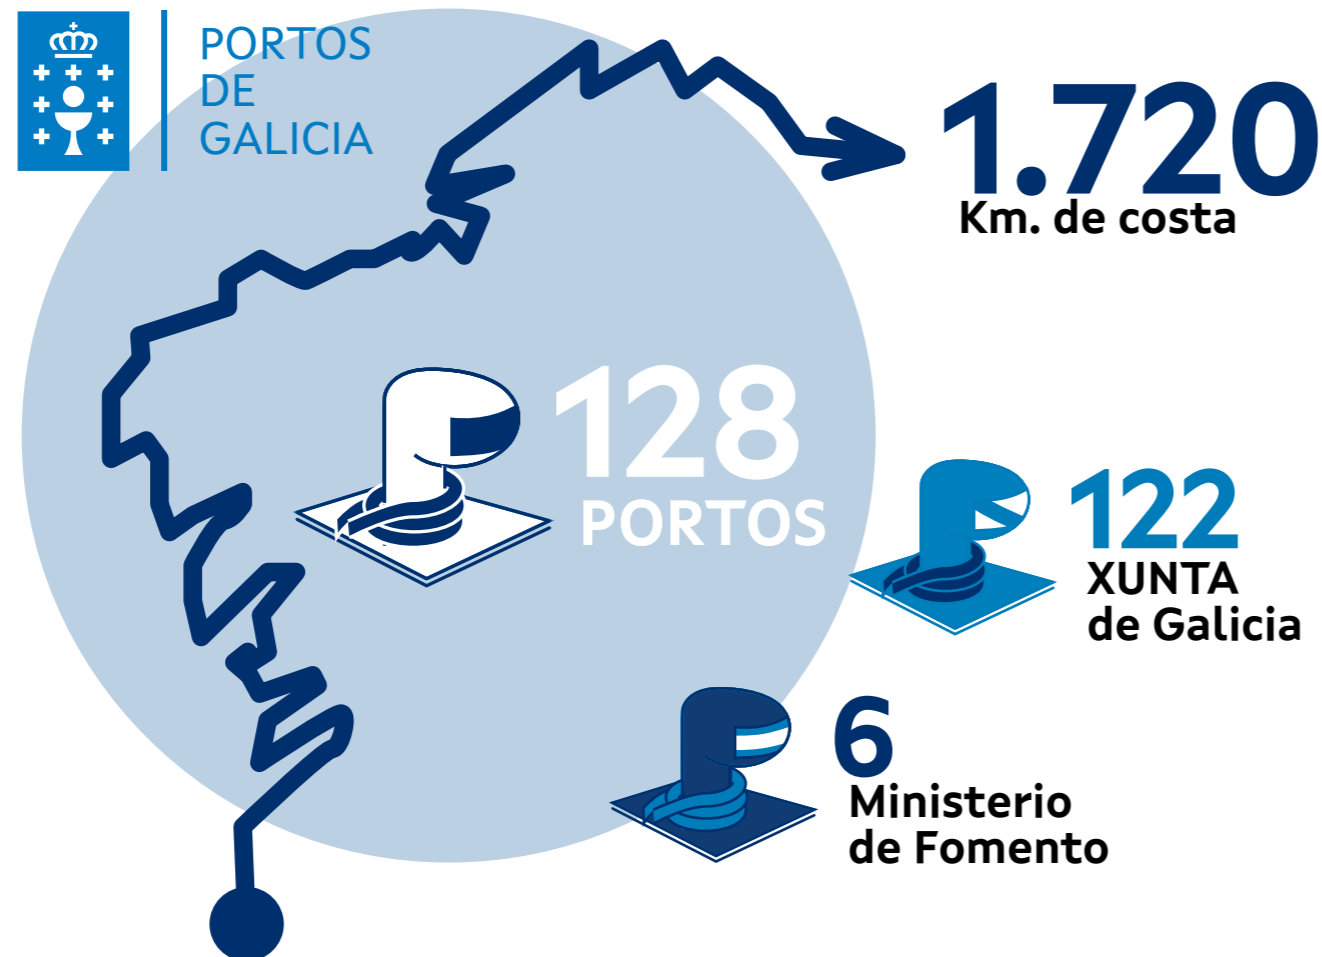 PORTOS
DE
GALICIA
1.720
Km. de costa
128
PORTOS
122
XUNTA
de Galicia
6
Ministerio
de Fomento